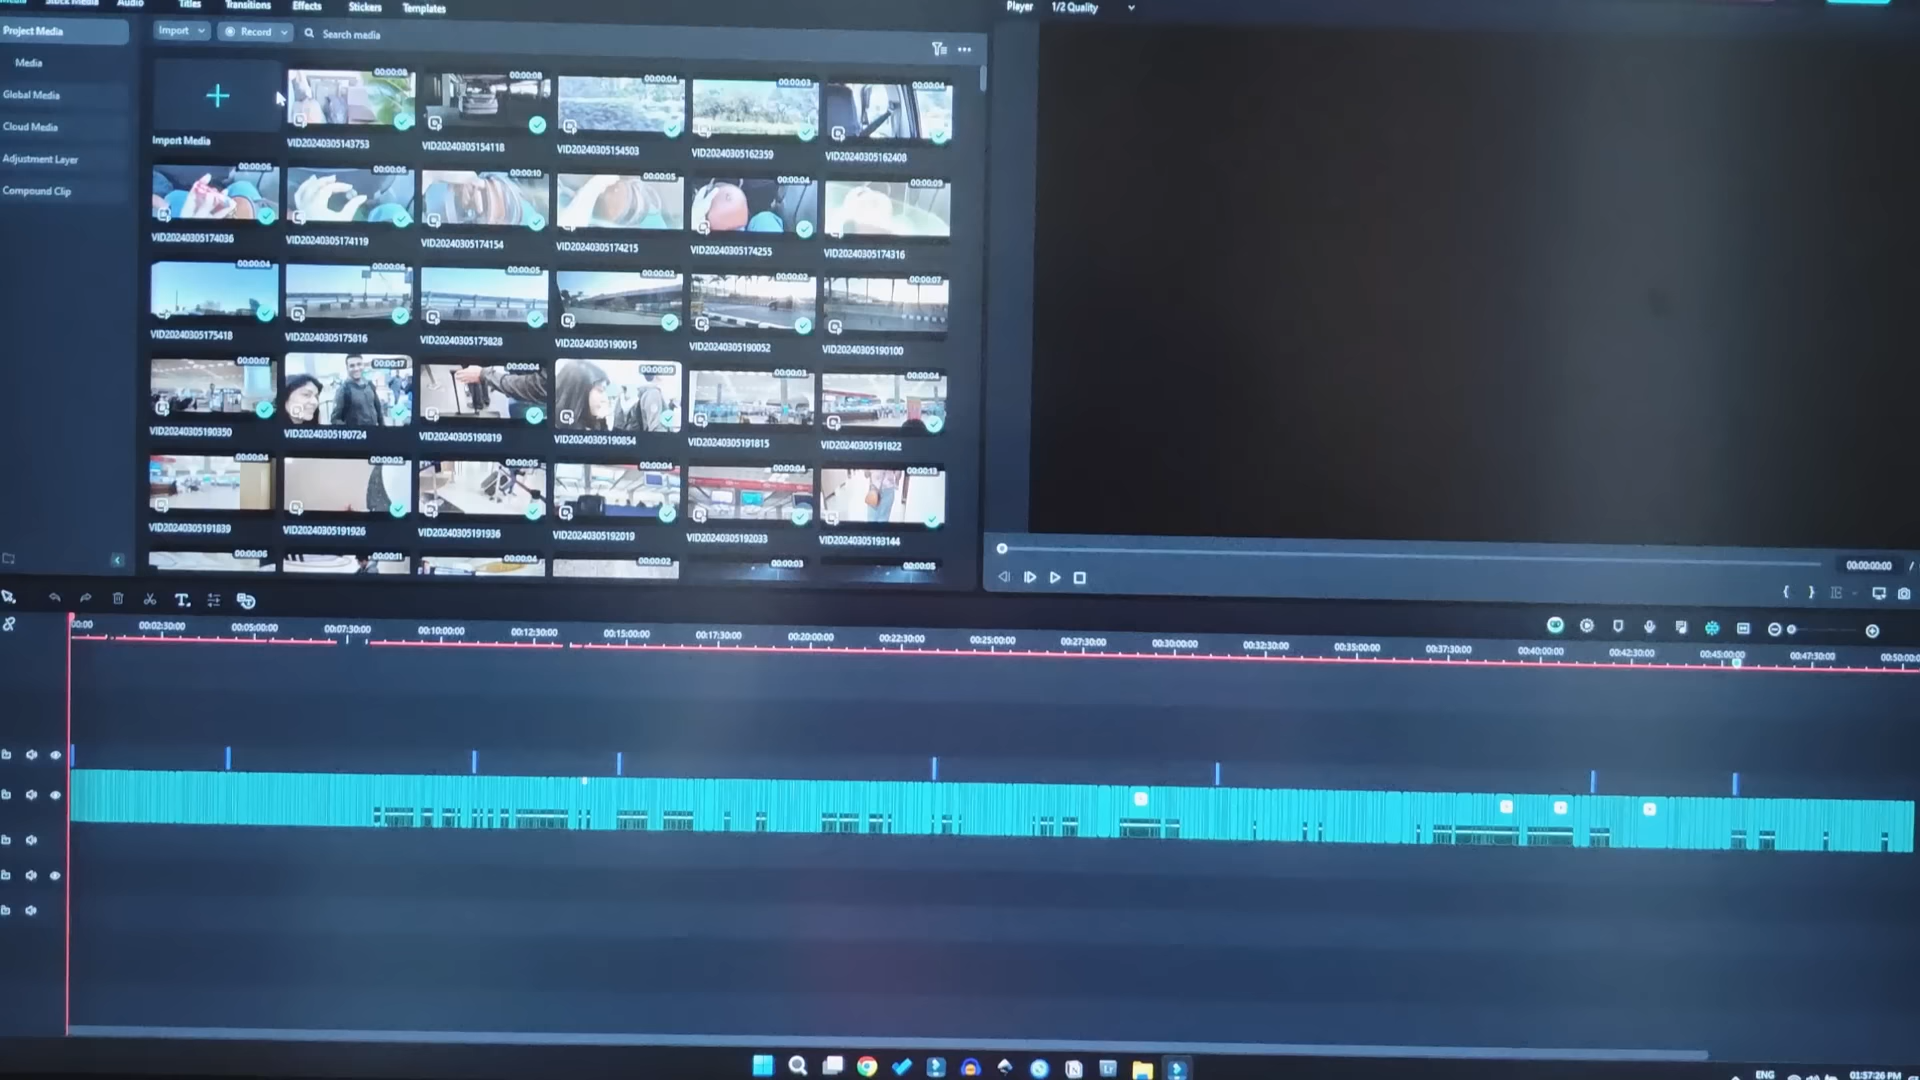 Media Stock Media Audio Titles Transitions Effects Stickers Templates
Player 1/2 Quality
Project Media
Import Record Search media
Media
Global Media
Cloud Media
Adjustment Layer
Compound Clip
Import Media
00:00:08 00:00:08 00:00:04 00:00:03 00:00:04
VID20240305143753 VID20240305154118 VID20240305154503 VID20240305162359 VID20240305162408
00:00:06 00:00:06 00:00:10 00:00:05 00:00:04 00:00:09
VID20240305174036 VID20240305174119 VID20240305174154 VID20240305174215 VID20240305174255 VID20240305174316
00:00:04 00:00:06 00:00:05 00:00:02 00:00:02 00:00:07
VID20240305175418 VID20240305175816 VID20240305175828 VID20240305190015 VID20240305190052 VID20240305190100
00:00:07 00:00:17 00:00:04 00:00:09 00:00:03 00:00:04
VID20240305190350 VID20240305190724 VID20240305190819 VID20240305190854 VID20240305191815 VID20240305191822
00:00:04 00:00:02 00:00:05 00:00:04 00:00:04 00:00:13
VID20240305191839 VID20240305191926 VID20240305191936 VID20240305192019 VID20240305192033 VID20240305193144
00:00:06 00:00:11 00:00:04 00:00:02 00:00:03 00:00:05
00:00:00:00 /
00:00 00:02:30:00 00:05:00:00 00:07:30:00 00:10:00:00 00:12:30:00 00:15:00:00 00:17:30:00 00:20:00:00 00:22:30:00 00:25:00:00 00:27:30:00 00:30:00:00 00:32:30:00 00:35:00:00 00:37:30:00 00:40:00:00 00:42:30:00 00:45:00:00 00:47:30:00 00:50:00:0
ENG
01:57:26 PM